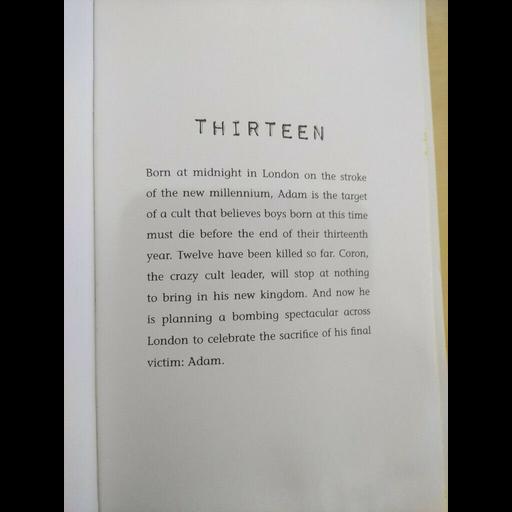 THIRTEEN
Born at midnight in London on the stroke
of the new millennium, Adam is the target
of a cult that believes boys born at this time
must die before the end of their thirteenth
year. Twelve have been killed so far. Coron,
the crazy cult leader, will stop at nothing
to bring in his new kingdom. And now he
is planning a bombing spectacular across
London to celebrate the sacrifice of his final
victim: Adam.